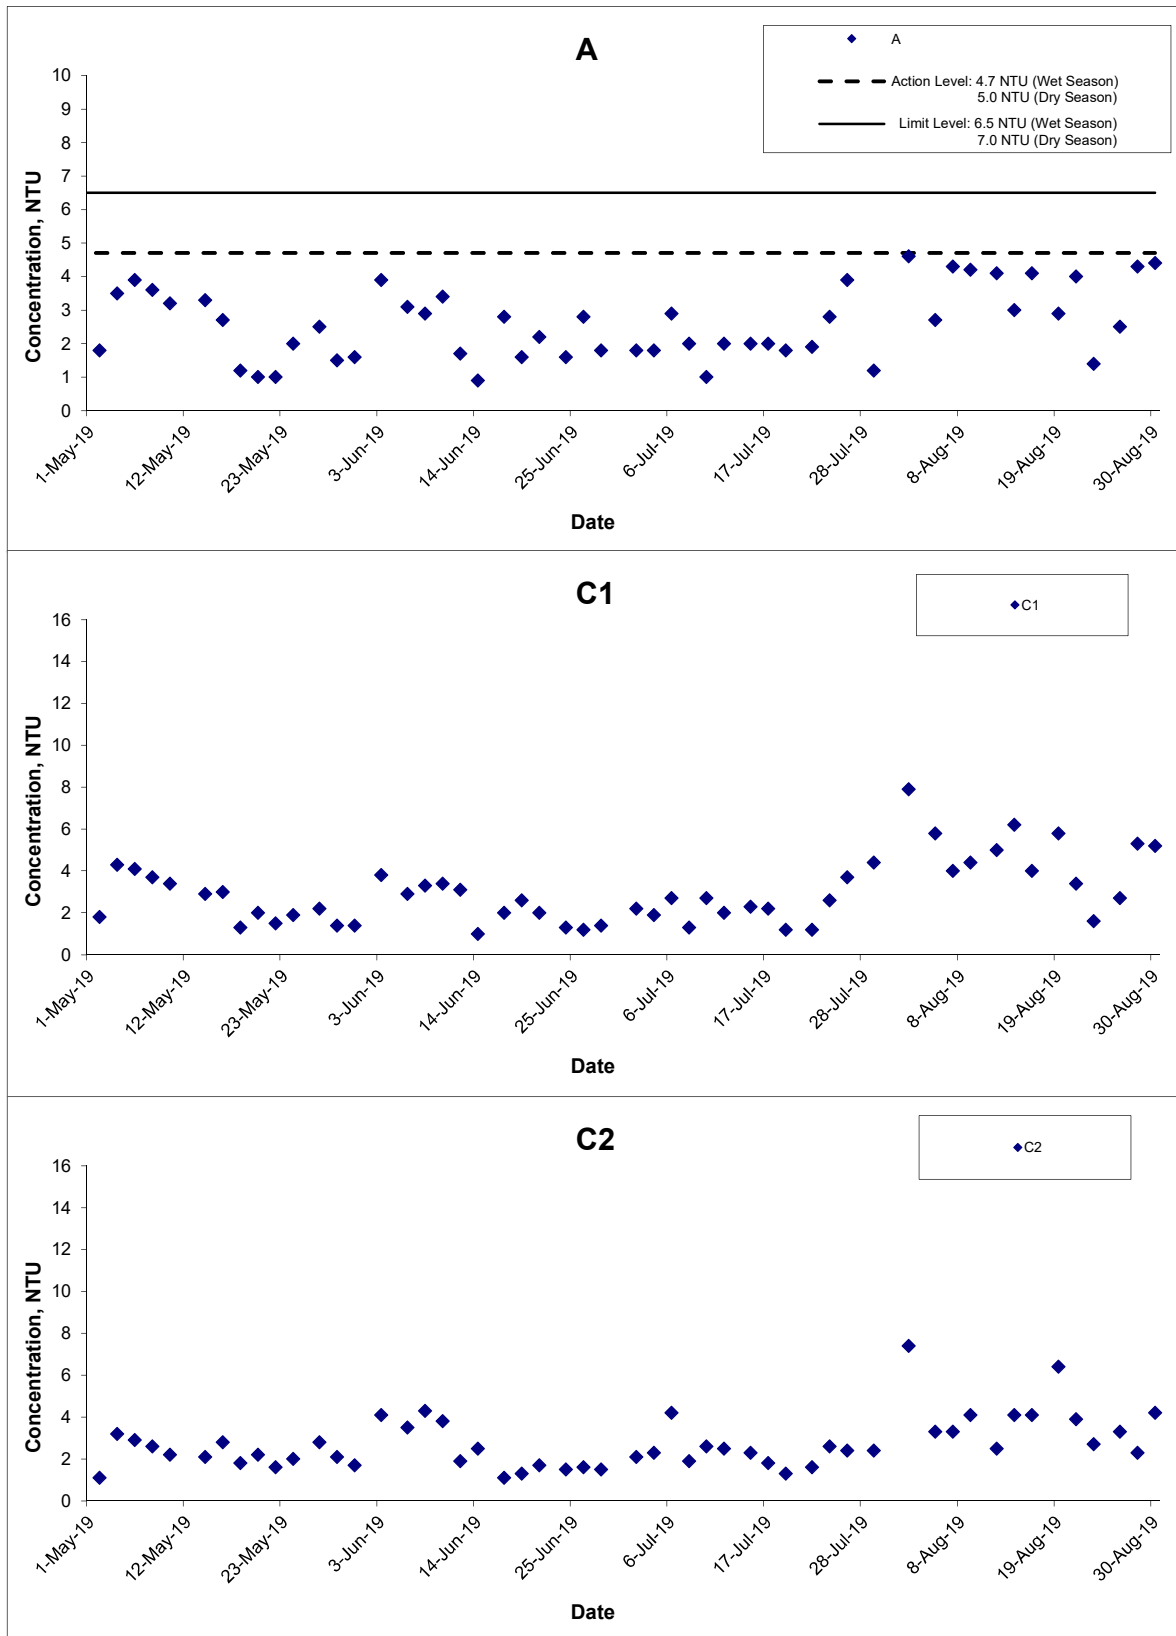 A
A
Action Level: 4.7 NTU (Wet Season)
5.0 NTU (Dry Season)
Limit Level: 6.5 NTU (Wet Season)
7.0 NTU (Dry Season)
Concentration, NTU
10
9
8
7
6
5
4
3
2
1
0
1-May-19
12-May-19
23-May-19
3-Jun-19
14-Jun-19
25-Jun-19
6-Jul-19
17-Jul-19
28-Jul-19
8-Aug-19
19-Aug-19
30-Aug-19
Date
C1
C1
Concentration, NTU
16
14
12
10
8
6
4
2
0
1-May-19
12-May-19
23-May-19
3-Jun-19
14-Jun-19
25-Jun-19
6-Jul-19
17-Jul-19
28-Jul-19
8-Aug-19
19-Aug-19
30-Aug-19
Date
C2
C2
Concentration, NTU
16
14
12
10
8
6
4
2
0
1-May-19
12-May-19
23-May-19
3-Jun-19
14-Jun-19
25-Jun-19
6-Jul-19
17-Jul-19
28-Jul-19
8-Aug-19
19-Aug-19
30-Aug-19
Date